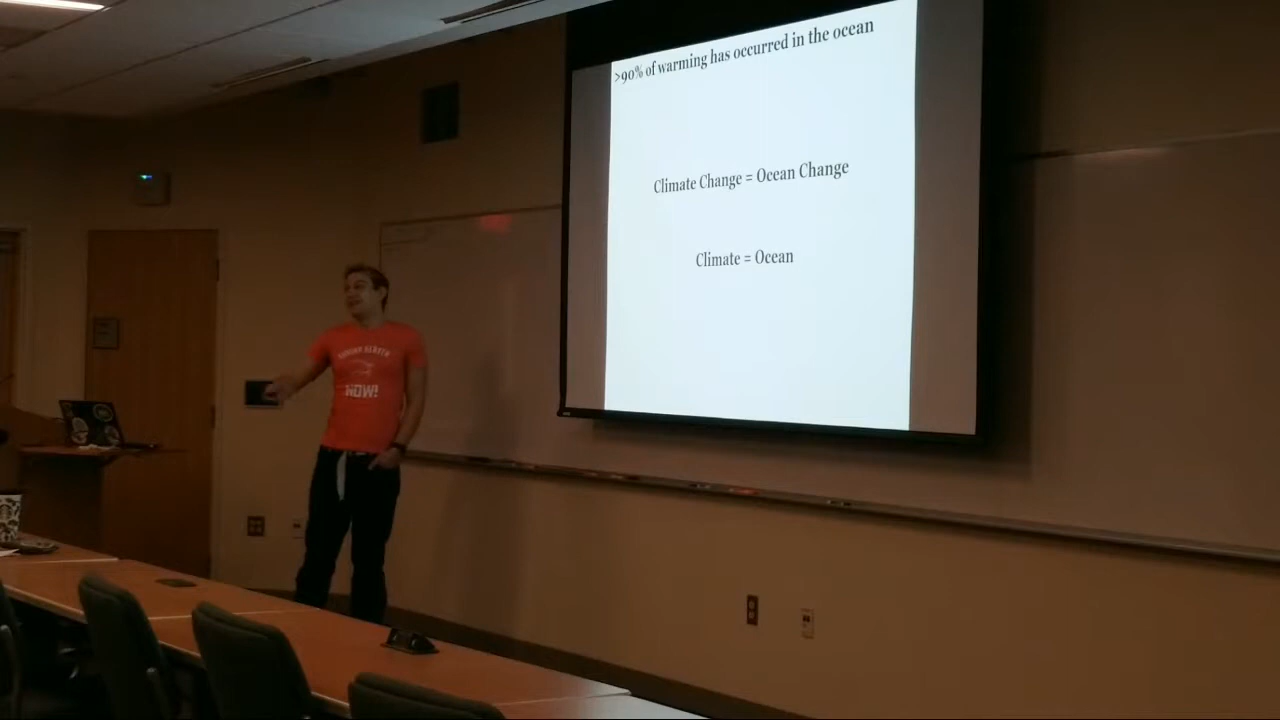 >90% of warming has occurred in the ocean
Climate Change = Ocean Change
Climate = Ocean
NOW!